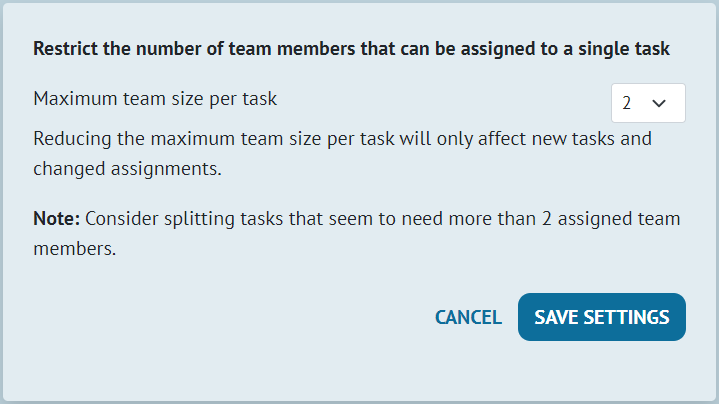 Restrict the number of team members that can be assigned to a single task
Maximum team size per task
2
Reducing the maximum team size per task will only affect new tasks and
changed assignments.
Note: Consider splitting tasks that seem to need more than 2 assigned team
members.
CANCEL
SAVE SETTINGS